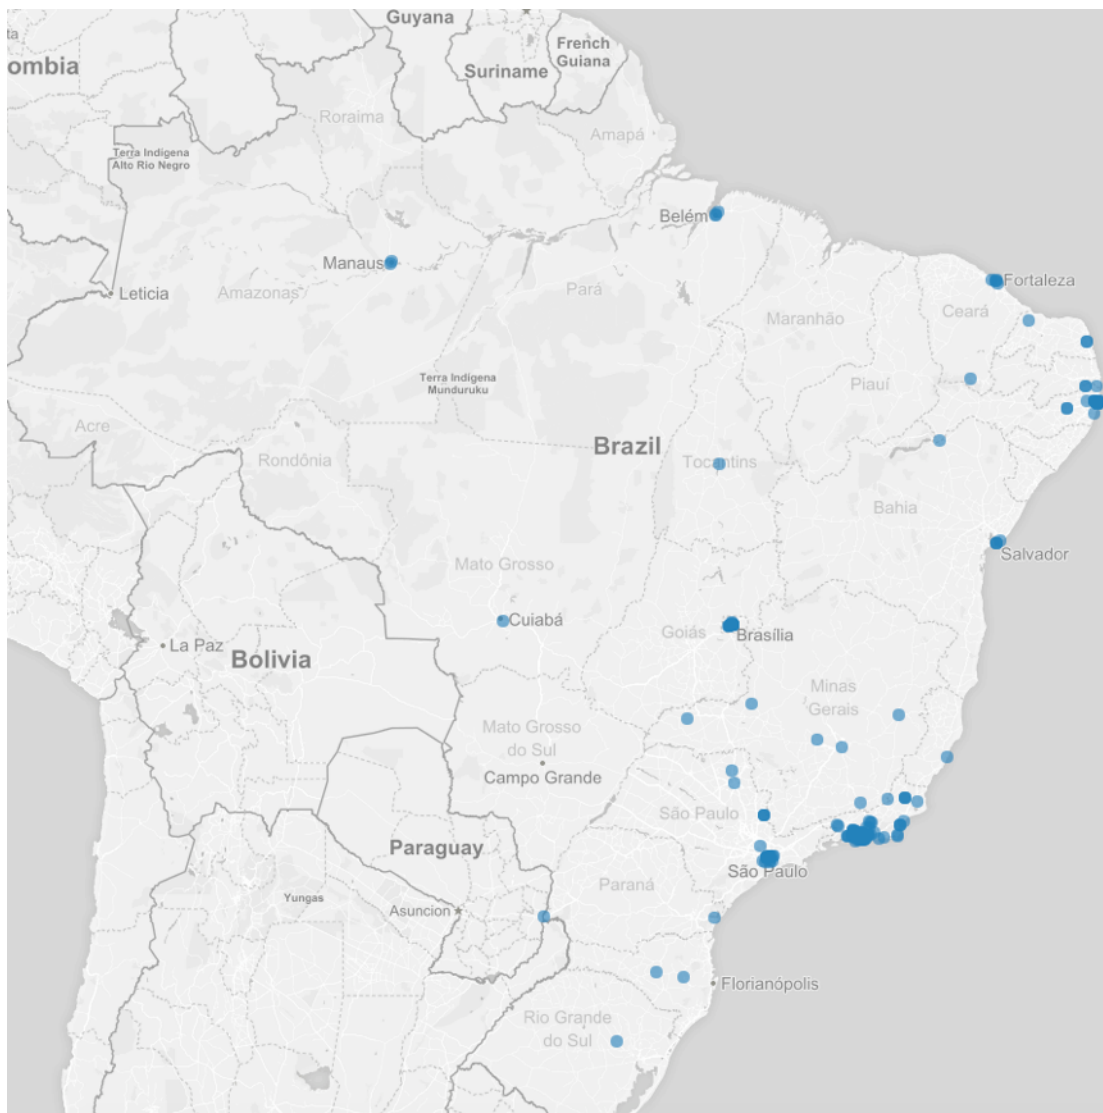 Guyana
ta
French
Guiana
ombia
Suriname
Roraima
Amapá
Terra Indígena
Alto Rio Negro
Belém
Manaus
Leticia
Amazonas
Pará
Fortaleza
Ceará
Maranhão
Terra Indígena
Munduruku
Piauí
Acre
Brazil
Rondônia
Tocantins
Bahia
Salvador
Mato Grosso
Cuiabá
Goiás
Brasília
La Paz
Bolivia
Minas
Gerais
Mato Grosso
do Sul
Campo Grande
São Paulo
Paraguay
São Paulo
Paraná
Yungas
Asuncion
Florianópolis
Rio Grande
do Sul